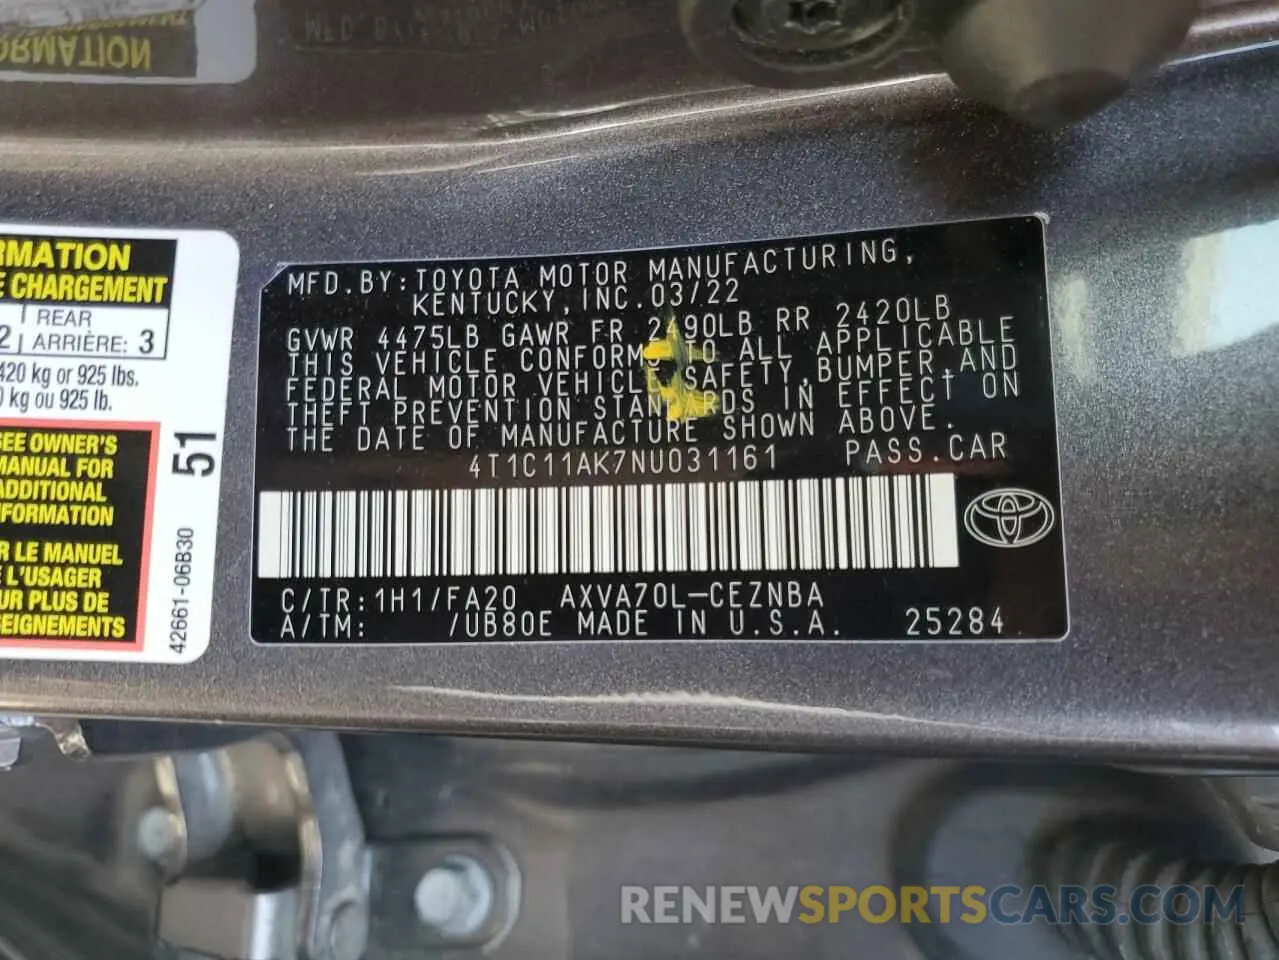 ORMATION
RMATION
E CHARGEMENT
2 REAR
ARRIÈRE: 3
420 kg or 925 lbs.
kg ou 925 lb.
SEE OWNER'S
MANUAL FOR
ADDITIONAL
FORMATION
R LE MANUEL
L'USAGER
UR PLUS DE
SEIGNEMENTS
51
42661-06B30
MFD.BY:TOYOTA MOTOR MANUFACTURING,
KENTUCKY,INC.03/22
GVWR 4475LB GAWR FR 2490LB RR 2420LB
THIS VEHICLE CONFORMS TO ALL APPLICABLE
FEDERAL MOTOR VEHICLE SAFETY,BUMPER,AND
THEFT PREVENTION STANDARDS IN EFFECT ON
THE DATE OF MANUFACTURE SHOWN ABOVE.
4T1C11AK7NU031161 PASS.CAR
C/TR:1H1/FA20 AXVA70L-CEZNBA
A/TM: /UB80E MADE IN U.S.A. 25284
RENEWSPORTSCARS.COM